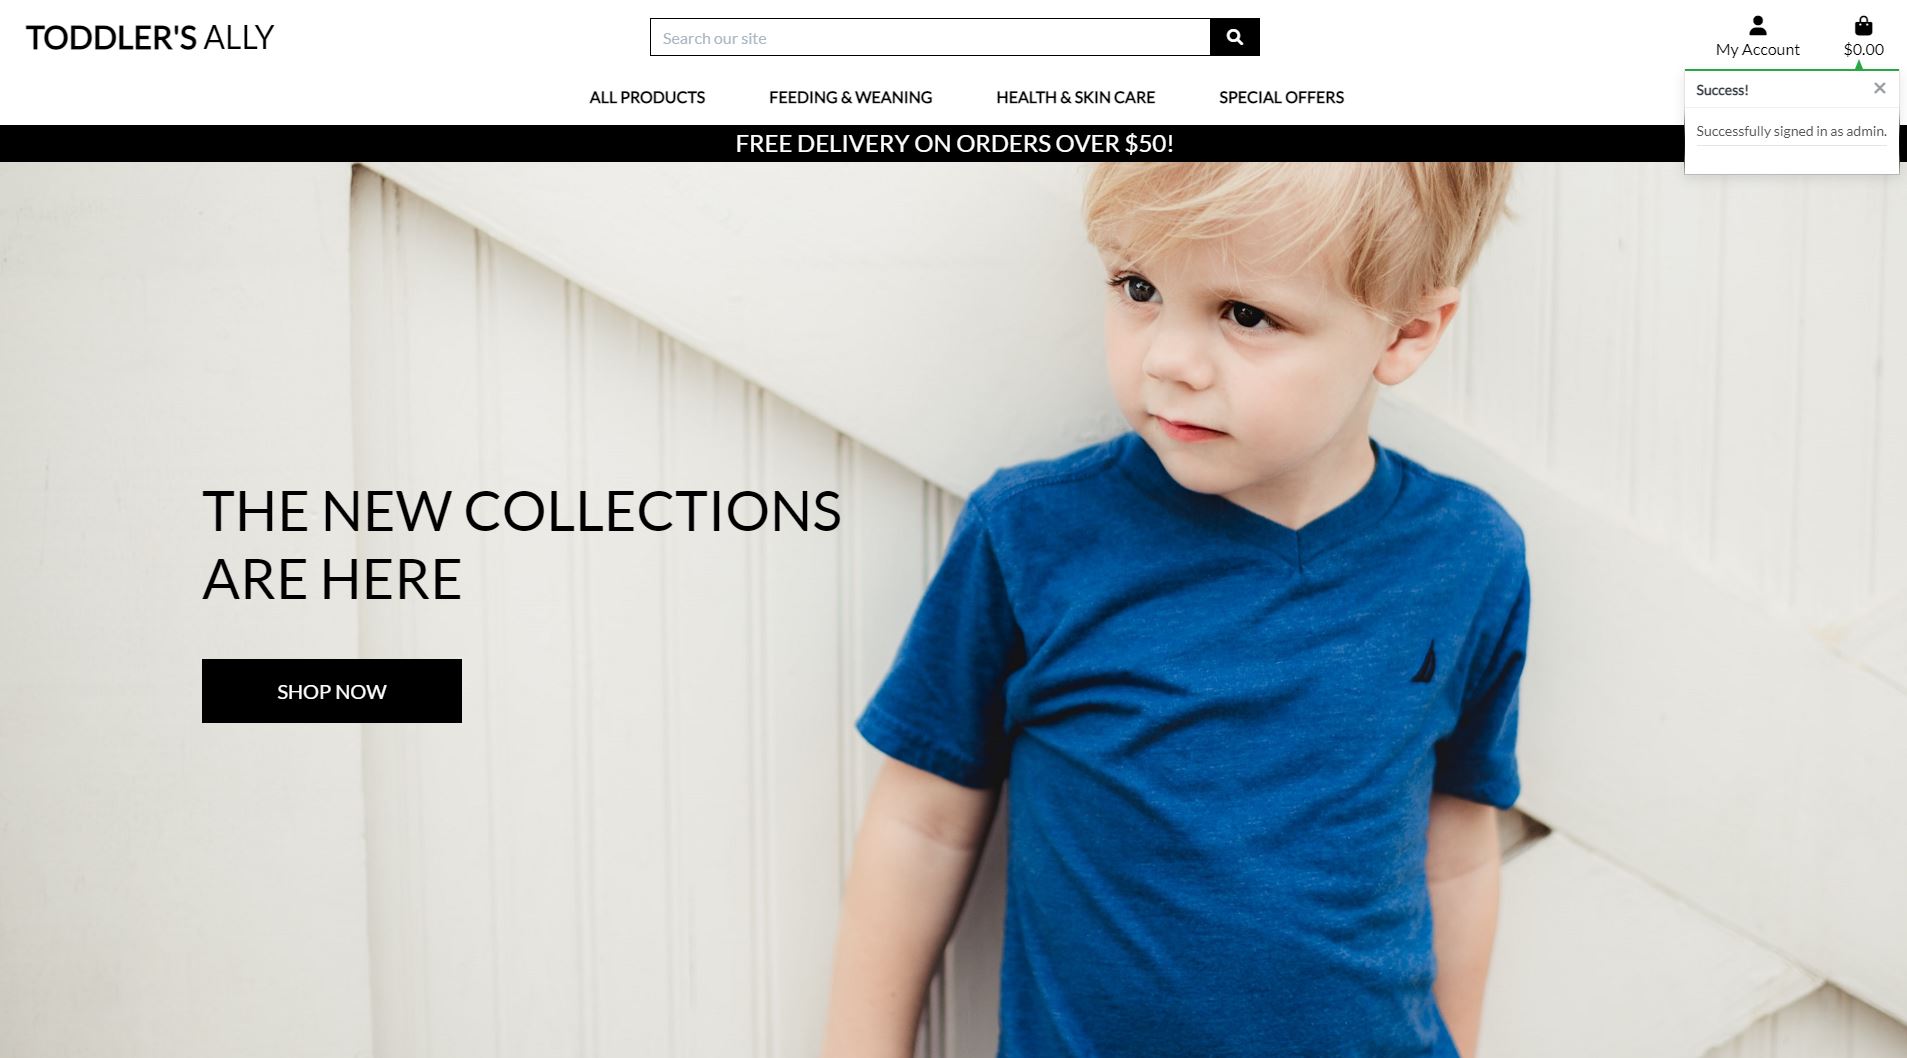 TODDLER'S ALLY
Search our site
My Account
$0.00
ALL PRODUCTS
FEEDING & WEANING
HEALTH & SKIN CARE
SPECIAL OFFERS
Success!
Successfully signed in as admin.
FREE DELIVERY ON ORDERS OVER $50!
THE NEW COLLECTIONS
ARE HERE
SHOP NOW